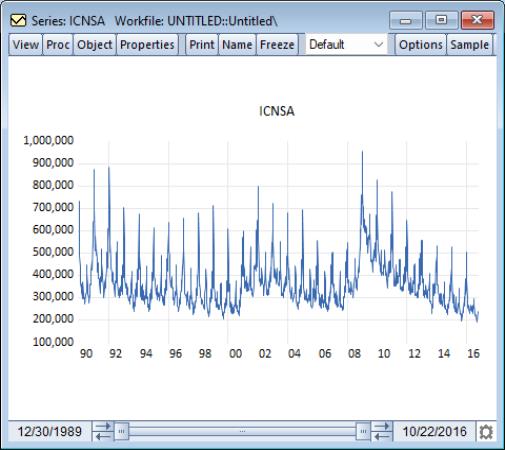 Series: ICNSA Workfile: UNTITLED::Untitled\
View Proc Object Properties Print Name Freeze Default Options Sample
ICNSA
1,000,000
900,000
800,000
700,000
600,000
500,000
400,000
300,000
200,000
100,000
90 92 94 96 98 00 02 04 06 08 10 12 14 16
12/30/1989 10/22/2016